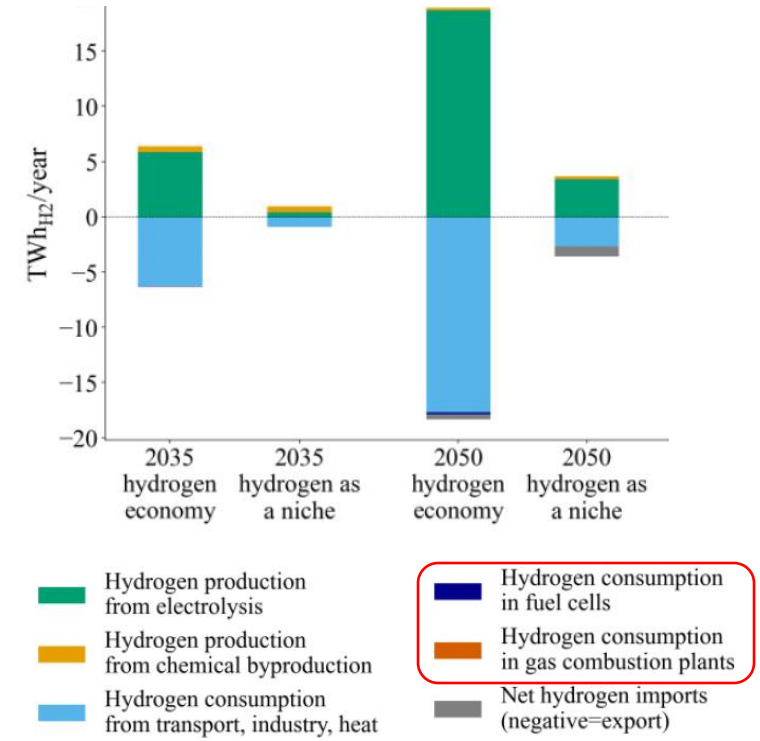 TWhH2/year
15
10
5
0
−5
−10
−15
−20
2035
hydrogen
economy
2035
hydrogen as
a niche
2050
hydrogen
economy
2050
hydrogen as
a niche
Hydrogen production
from electrolysis
Hydrogen production
from chemical byproduction
Hydrogen consumption
from transport, industry, heat
Hydrogen consumption
in fuel cells
Hydrogen consumption
in gas combustion plants
Net hydrogen imports
(negative=export)